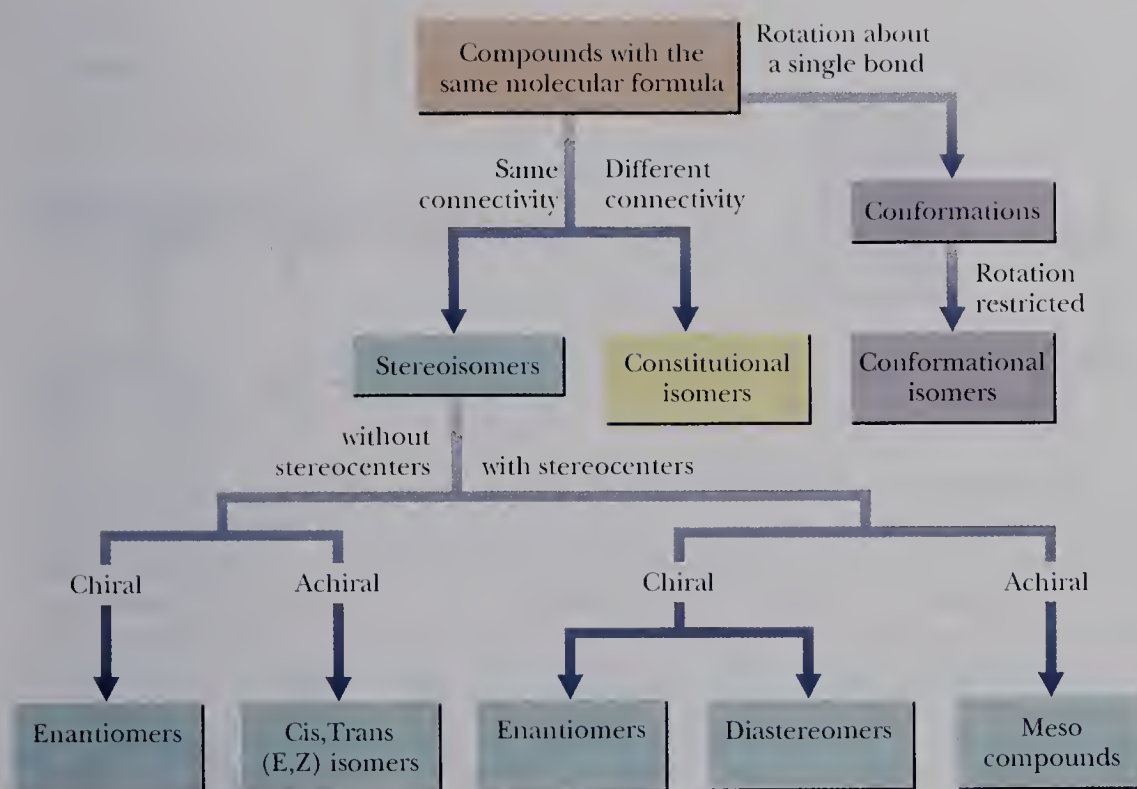 Compounds with the
same molecular formula
Rotation about
a single bond
Same
connectivity
Different
connectivity
Conformations
Rotation
restricted
Stereoisomers
Constitutional
isomers
Conformational
isomers
without
stereocenters
with stereocenters
Chiral
Achiral
Chiral
Achiral
Enantiomers
Cis,Trans
(E,Z) isomers
Enantiomers
Diastereomers
Meso
compounds